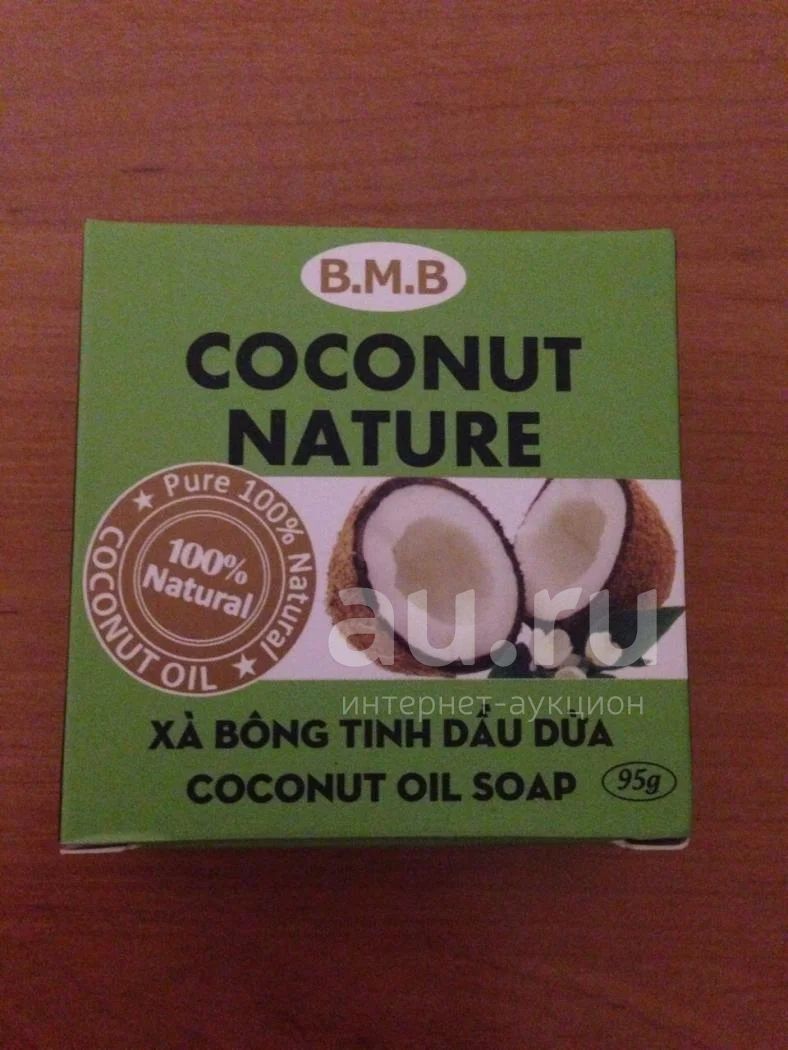 B.M.B
COCONUT
NATURE
Pure 100% Natural
100%
Natural
COCONUT OIL
au.ru
интернет-аукцион
XÀ BÔNG TINH DẦU DỪA
COCONUT OIL SOAP
95g